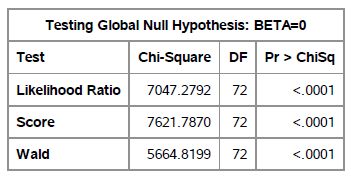 Testing Global Null Hypothesis: BETA=0
Test Chi-Square DF Pr > ChiSq
Likelihood Ratio 7047.2792 72 <.0001
Score 7621.7870 72 <.0001
Wald 5664.8199 72 <.0001